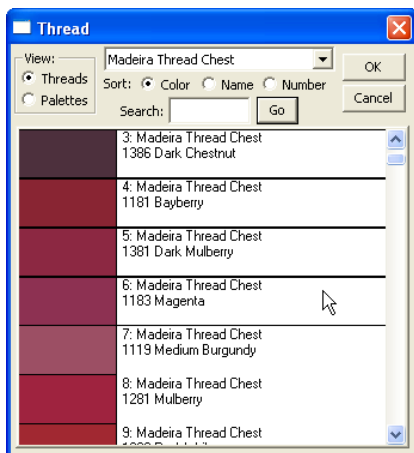 Thread
View:
Threads
Palettes
Madeira Thread Chest
Sort: Color Name Number
Search: Go
OK
Cancel
3: Madeira Thread Chest
1386 Dark Chestnut
4: Madeira Thread Chest
1181 Bayberry
5: Madeira Thread Chest
1381 Dark Mulberry
6: Madeira Thread Chest
1183 Magenta
7: Madeira Thread Chest
1119 Medium Burgundy
8: Madeira Thread Chest
1281 Mulberry
9: Madeira Thread Chest